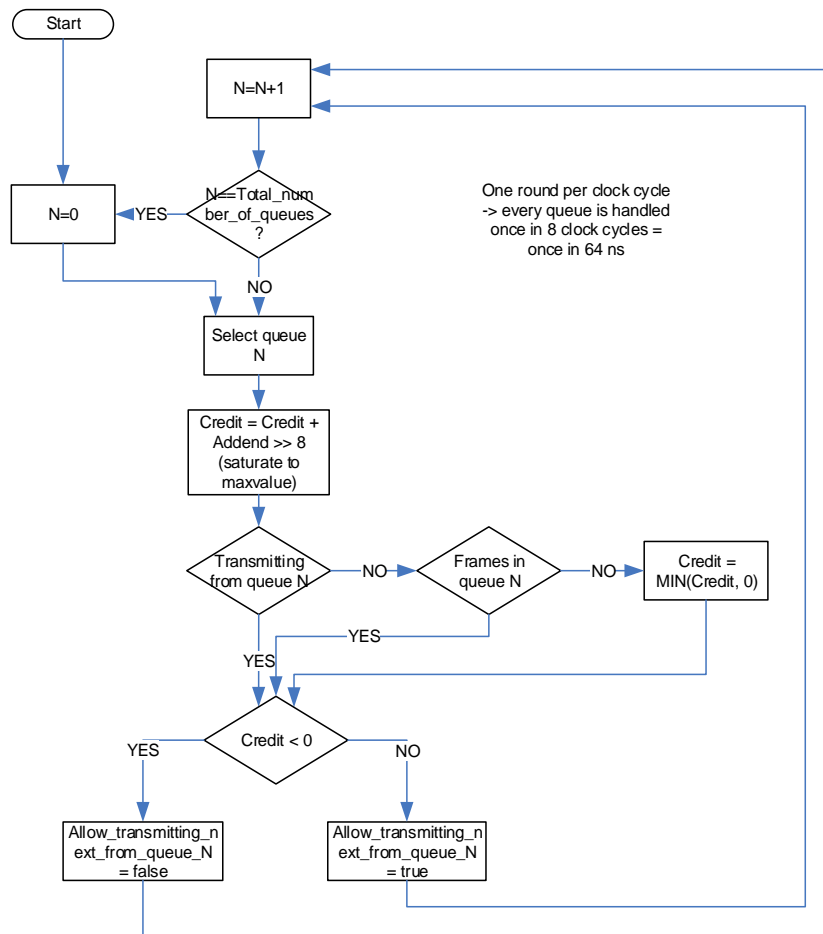 Start
N=N+1
N==Total_num
ber_of_queues
?
YES
N=0
One round per clock cycle
-> every queue is handled
once in 8 clock cycles =
once in 64 ns
NO
Select queue
N
Credit = Credit +
Addend >> 8
(saturate to
maxvalue)
Transmitting
from queue N
NO
Frames in
queue N
NO
Credit =
MIN(Credit, 0)
YES
YES
Credit < 0
YES
NO
Allow_transmitting_n
ext_from_queue_N
= false
Allow_transmitting_n
ext_from_queue_N
= true